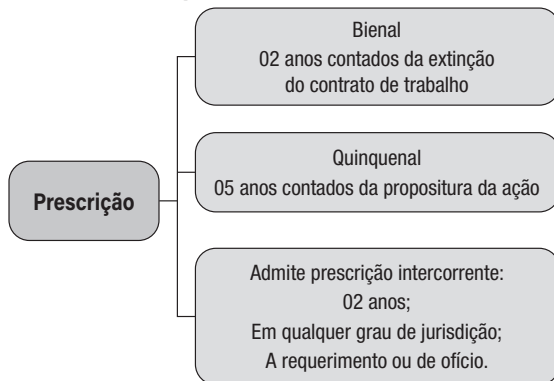 Bienal
02 anos contados da extinção
do contrato de trabalho
Prescrição
Quinquenal
05 anos contados da propositura da ação
Admite prescrição intercorrente:
02 anos;
Em qualquer grau de jurisdição;
A requerimento ou de ofício.